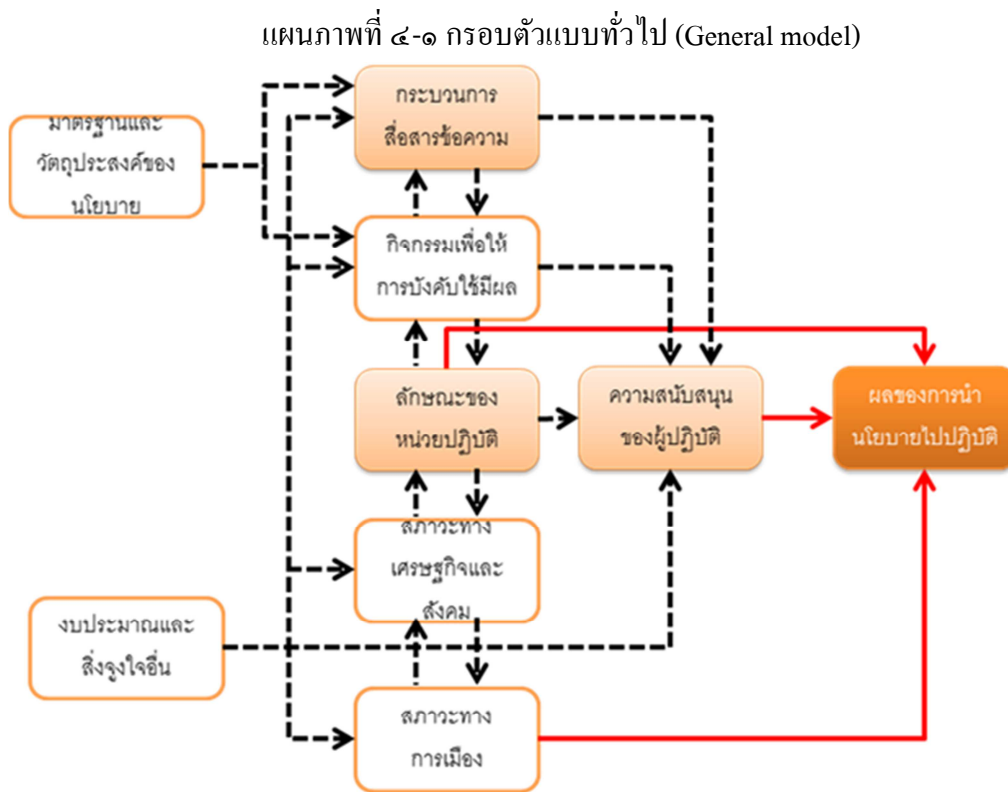 แผนภาพที่ ๔-๑ กรอบตัวแบบทั่วไป (General model)
กระบวนการ
สื่อสารข้อความ
มาตรฐานและ
วัตถุประสงค์ของ
นโยบาย
กิจกรรมเพื่อให้
การบังคับใช้มีผล
ลักษณะของ
หน่วยปฏิบัติ
ความสนับสนุน
ของผู้ปฏิบัติ
ผลของการนำ
นโยบายไปปฏิบัติ
สภาวะทาง
เศรษฐกิจและ
สังคม
งบประมาณและ
สิ่งจูงใจอื่น
สภาวะทาง
การเมือง